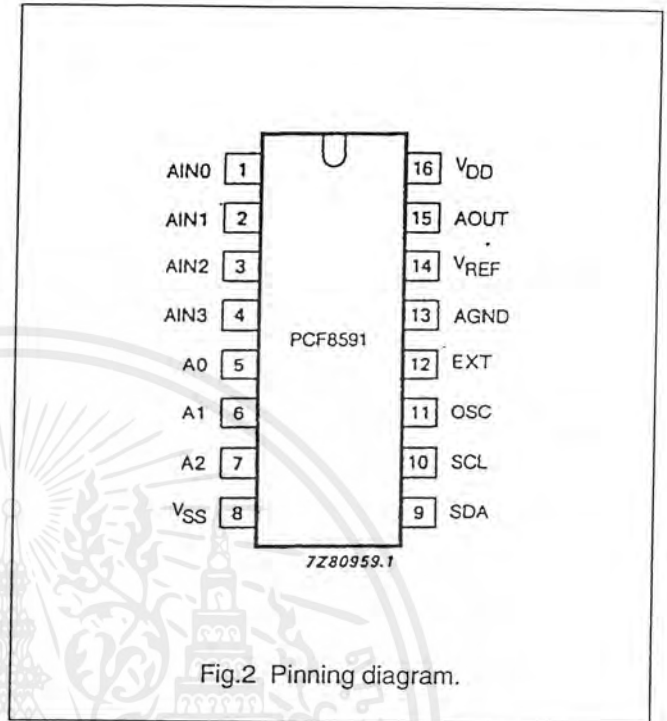 AIN0 1 16 VDD
AIN1 2 15 AOUT
AIN2 3 14 VREF
AIN3 4 13 AGND
PCF8591
A0 5 12 EXT
A1 6 11 OSC
A2 7 10 SCL
VSS 8 9 SDA
7Z80959.1
Fig.2 Pinning diagram.